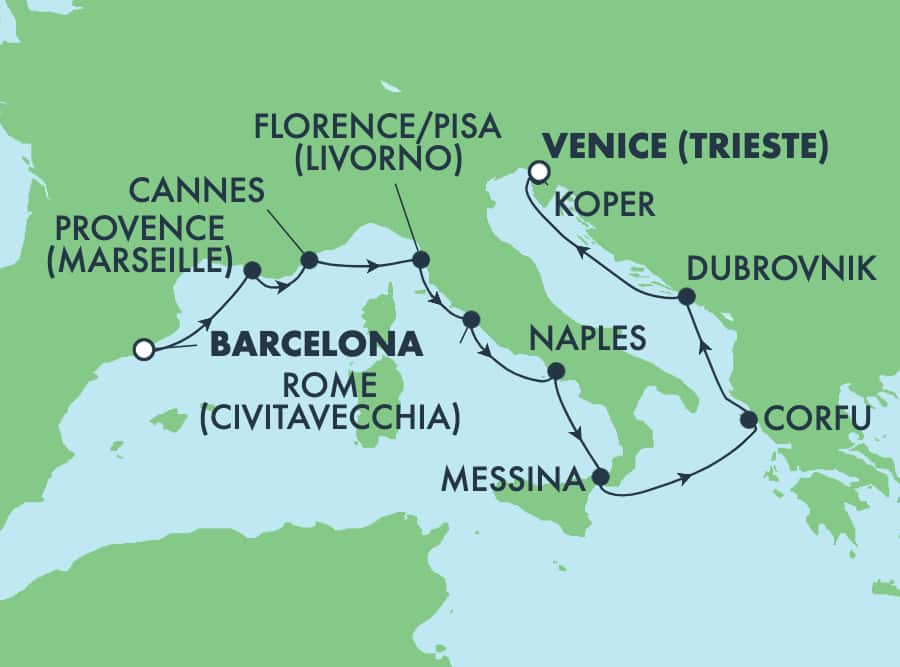 FLORENCE/PISA
(LIVORNO)
VENICE (TRIESTE)
CANNES
KOPER
PROVENCE
(MARSEILLE)
DUBROVNIK
BARCELONA
NAPLES
ROME
(CIVITAVECCHIA)
CORFU
MESSINA